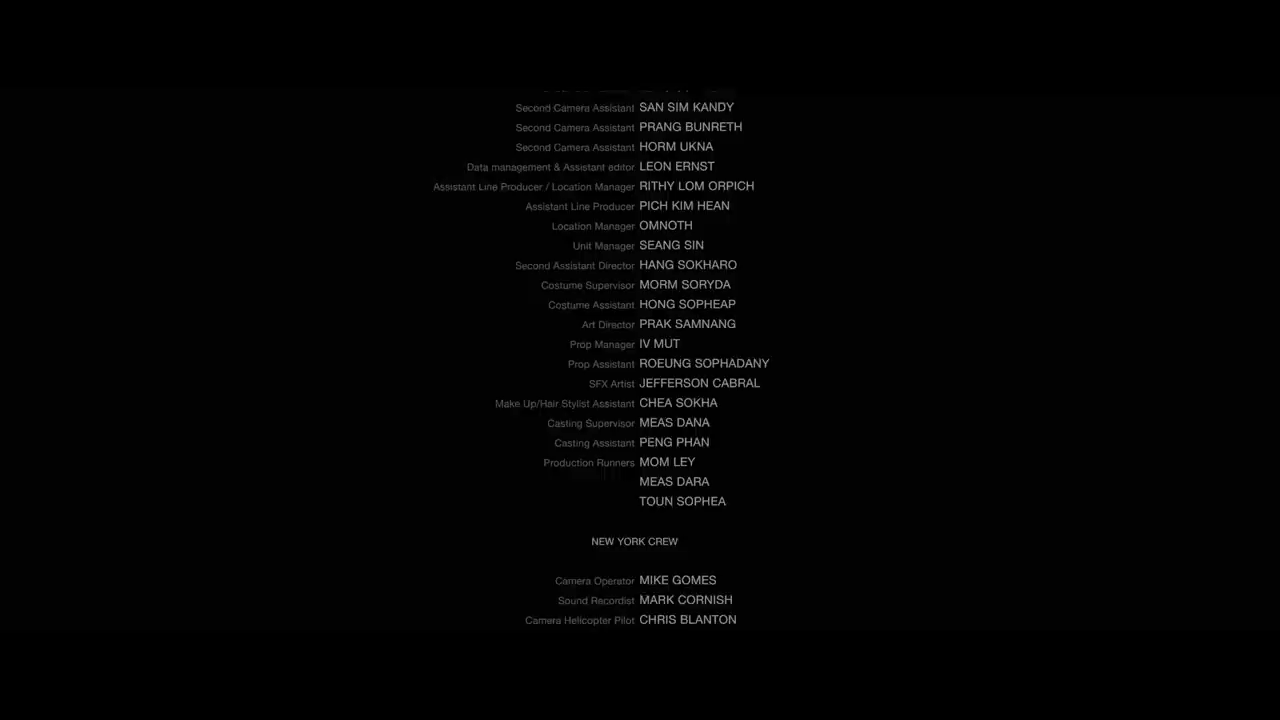 Second Camera Assistant SAN SIM KANDY
Second Camera Assistant PRANG BUNRETH
Second Camera Assistant HORM UKNA
Data management & Assistant editor LEON ERNST
Assistant Line Producer / Location Manager RITHY LOM ORPICH
Assistant Line Producer PICH KIM HEAN
Location Manager OMNOTH
Unit Manager SEANG SIN
Second Assistant Director HANG SOKHARO
Costume Supervisor MORM SORYDA
Costume Assistant HONG SOPHEAP
Art Director PRAK SAMNANG
Prop Manager IV MUT
Prop Assistant ROEUNG SOPHADANY
SFX Artist JEFFERSON CABRAL
Make Up/Hair Stylist Assistant CHEA SOKHA
Casting Supervisor MEAS DANA
Casting Assistant PENG PHAN
Production Runners MOM LEY
MEAS DARA
TOUN SOPHEA
NEW YORK CREW
Camera Operator MIKE GOMES
Sound Recordist MARK CORNISH
Camera Helicopter Pilot CHRIS BLANTON